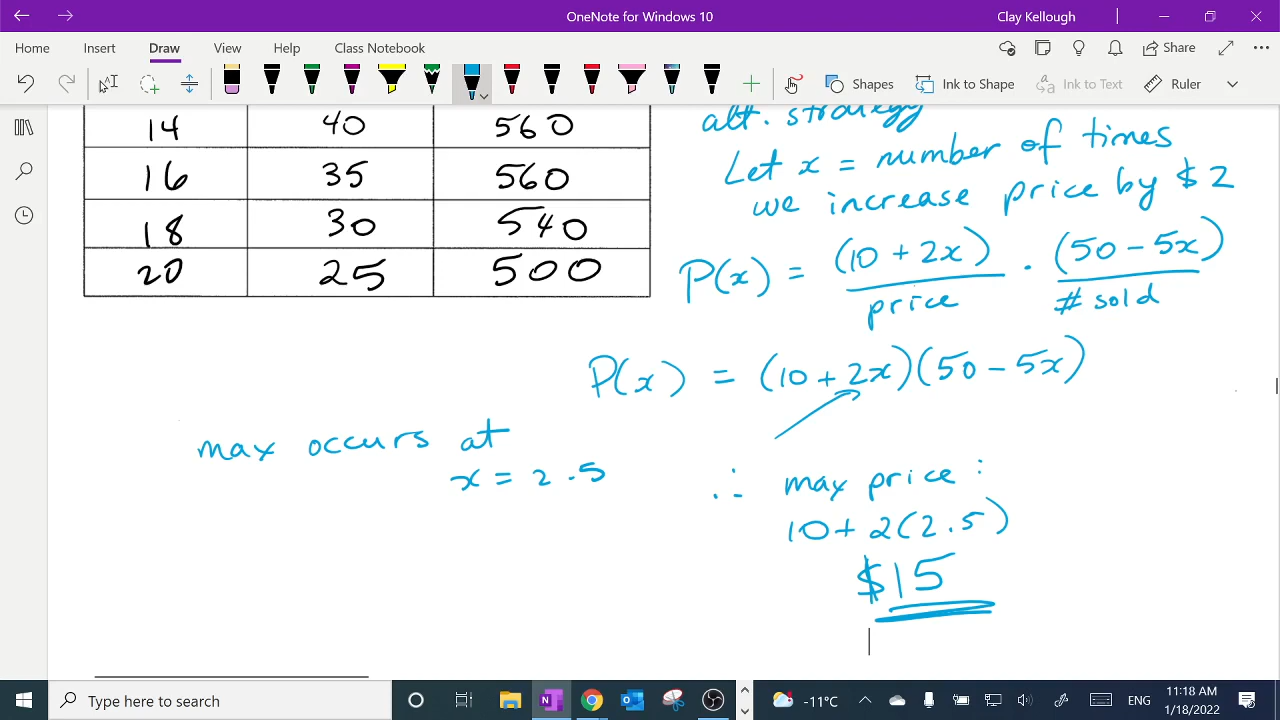 OneNote for Windows 10
Clay Kellough
Home Insert Draw View Help Class Notebook
Share
Shapes Ink to Shape Ink to Text Ruler
14 40 560
16 35 560
18 30 540
20 25 500
alt. strategy
Let x = number of times
we increase price by $2
P(x) = (10 + 2x) · (50 - 5x)
price # sold
P(x) = (10 + 2x)(50 - 5x)
max occurs at
x = 2.5
∴ max price:
10 + 2(2.5)
$15
Type here to search
-11°C
ENG
11:18 AM
1/18/2022